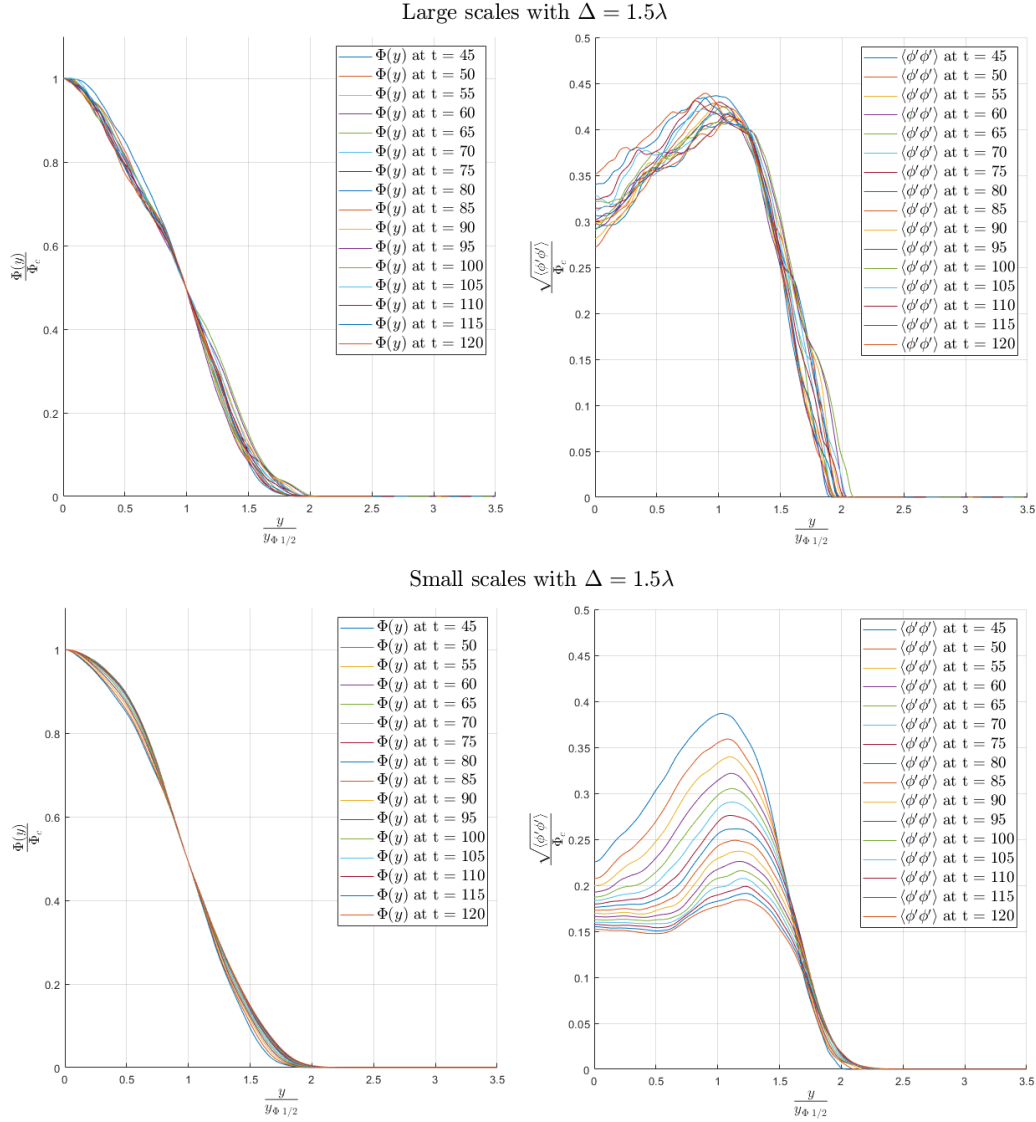 Large scales with Δ = 1.5λ
Φ(y)/Φ_c
1
0.8
0.6
0.4
0.2
0
0 0.5 1 1.5 2 2.5 3 3.5
y/y_{Φ 1/2}
Φ(y) at t = 45
Φ(y) at t = 50
Φ(y) at t = 55
Φ(y) at t = 60
Φ(y) at t = 65
Φ(y) at t = 70
Φ(y) at t = 75
Φ(y) at t = 80
Φ(y) at t = 85
Φ(y) at t = 90
Φ(y) at t = 95
Φ(y) at t = 100
Φ(y) at t = 105
Φ(y) at t = 110
Φ(y) at t = 115
Φ(y) at t = 120
√⟨ϕ′ϕ′⟩/Φ_c
0.5
0.45
0.4
0.35
0.3
0.25
0.2
0.15
0.1
0.05
0
0 0.5 1 1.5 2 2.5 3 3.5
y/y_{Φ 1/2}
⟨ϕ′ϕ′⟩ at t = 45
⟨ϕ′ϕ′⟩ at t = 50
⟨ϕ′ϕ′⟩ at t = 55
⟨ϕ′ϕ′⟩ at t = 60
⟨ϕ′ϕ′⟩ at t = 65
⟨ϕ′ϕ′⟩ at t = 70
⟨ϕ′ϕ′⟩ at t = 75
⟨ϕ′ϕ′⟩ at t = 80
⟨ϕ′ϕ′⟩ at t = 85
⟨ϕ′ϕ′⟩ at t = 90
⟨ϕ′ϕ′⟩ at t = 95
⟨ϕ′ϕ′⟩ at t = 100
⟨ϕ′ϕ′⟩ at t = 105
⟨ϕ′ϕ′⟩ at t = 110
⟨ϕ′ϕ′⟩ at t = 115
⟨ϕ′ϕ′⟩ at t = 120
Small scales with Δ = 1.5λ
Φ(y)/Φ_c
1
0.8
0.6
0.4
0.2
0
0 0.5 1 1.5 2 2.5 3 3.5
y/y_{Φ 1/2}
Φ(y) at t = 45
Φ(y) at t = 50
Φ(y) at t = 55
Φ(y) at t = 60
Φ(y) at t = 65
Φ(y) at t = 70
Φ(y) at t = 75
Φ(y) at t = 80
Φ(y) at t = 85
Φ(y) at t = 90
Φ(y) at t = 95
Φ(y) at t = 100
Φ(y) at t = 105
Φ(y) at t = 110
Φ(y) at t = 115
Φ(y) at t = 120
√⟨ϕ′ϕ′⟩/Φ_c
0.5
0.45
0.4
0.35
0.3
0.25
0.2
0.15
0.1
0.05
0
0 0.5 1 1.5 2 2.5 3 3.5
y/y_{Φ 1/2}
⟨ϕ′ϕ′⟩ at t = 45
⟨ϕ′ϕ′⟩ at t = 50
⟨ϕ′ϕ′⟩ at t = 55
⟨ϕ′ϕ′⟩ at t = 60
⟨ϕ′ϕ′⟩ at t = 65
⟨ϕ′ϕ′⟩ at t = 70
⟨ϕ′ϕ′⟩ at t = 75
⟨ϕ′ϕ′⟩ at t = 80
⟨ϕ′ϕ′⟩ at t = 85
⟨ϕ′ϕ′⟩ at t = 90
⟨ϕ′ϕ′⟩ at t = 95
⟨ϕ′ϕ′⟩ at t = 100
⟨ϕ′ϕ′⟩ at t = 105
⟨ϕ′ϕ′⟩ at t = 110
⟨ϕ′ϕ′⟩ at t = 115
⟨ϕ′ϕ′⟩ at t = 120